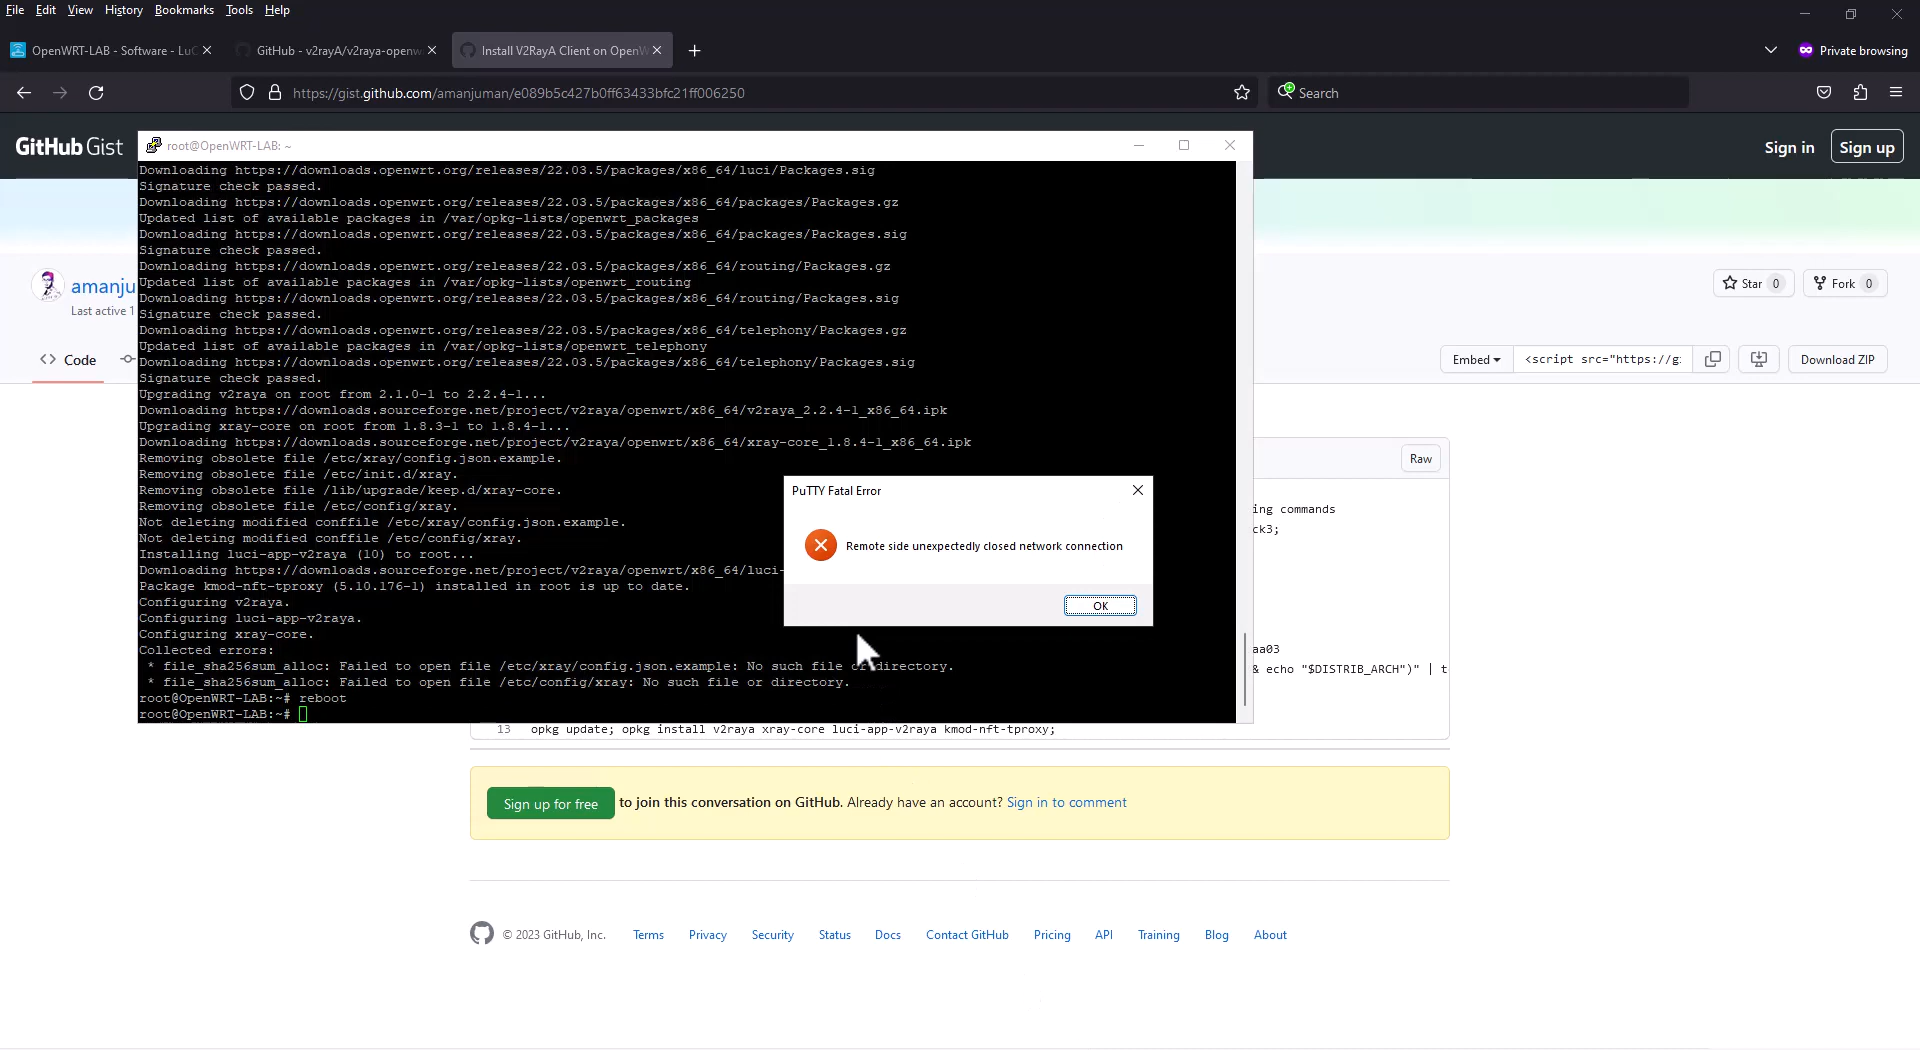 File Edit View History Bookmarks Tools Help
OpenWRT-LAB - Software - LuC
GitHub - v2rayA/v2raya-openw
Install V2RayA Client on OpenW
Private browsing
https://gist.github.com/amanjuman/e089b5c427b0ff63433bfc21ff006250
Search
GitHub Gist
Sign in
Sign up
root@OpenWRT-LAB: ~
Downloading https://downloads.openwrt.org/releases/22.03.5/packages/x86_64/luci/Packages.sig
Signature check passed.
Downloading https://downloads.openwrt.org/releases/22.03.5/packages/x86_64/packages/Packages.gz
Updated list of available packages in /var/opkg-lists/openwrt_packages
Downloading https://downloads.openwrt.org/releases/22.03.5/packages/x86_64/packages/Packages.sig
Signature check passed.
Downloading https://downloads.openwrt.org/releases/22.03.5/packages/x86_64/routing/Packages.gz
Updated list of available packages in /var/opkg-lists/openwrt_routing
Downloading https://downloads.openwrt.org/releases/22.03.5/packages/x86_64/routing/Packages.sig
Signature check passed.
Downloading https://downloads.openwrt.org/releases/22.03.5/packages/x86_64/telephony/Packages.gz
Updated list of available packages in /var/opkg-lists/openwrt_telephony
Downloading https://downloads.openwrt.org/releases/22.03.5/packages/x86_64/telephony/Packages.sig
Signature check passed.
Upgrading v2raya on root from 2.1.0-1 to 2.2.4-1...
Downloading https://downloads.sourceforge.net/project/v2raya/openwrt/x86_64/v2raya_2.2.4-1_x86_64.ipk
Upgrading xray-core on root from 1.8.3-1 to 1.8.4-1...
Downloading https://downloads.sourceforge.net/project/v2raya/openwrt/x86_64/xray-core_1.8.4-1_x86_64.ipk
Removing obsolete file /etc/xray/config.json.example.
Removing obsolete file /etc/init.d/xray.
Removing obsolete file /lib/upgrade/keep.d/xray-core.
Removing obsolete file /etc/config/xray.
Not deleting modified conffile /etc/xray/config.json.example.
Not deleting modified conffile /etc/config/xray.
Installing luci-app-v2raya (10) to root...
Downloading https://downloads.sourceforge.net/project/v2raya/openwrt/x86_64/luci-
Package kmod-nft-tproxy (5.10.176-1) installed in root is up to date.
Configuring v2raya.
Configuring luci-app-v2raya.
Configuring xray-core.
Collected errors:
* file_sha256sum_alloc: Failed to open file /etc/xray/config.json.example: No such file or directory.
* file_sha256sum_alloc: Failed to open file /etc/config/xray: No such file or directory.
root@OpenWRT-LAB:~# reboot
root@OpenWRT-LAB:~#
PuTTY Fatal Error
Remote side unexpectedly closed network connection
OK
amanju
Last active 1
Star 0
Fork 0
Code
Embed
<script src="https://g:
Download ZIP
Raw
ing commands
ck3;
aa03
& echo "$DISTRIB_ARCH")" | t
13 opkg update; opkg install v2raya xray-core luci-app-v2raya kmod-nft-tproxy;
Sign up for free to join this conversation on GitHub. Already have an account? Sign in to comment
© 2023 GitHub, Inc. Terms Privacy Security Status Docs Contact GitHub Pricing API Training Blog About